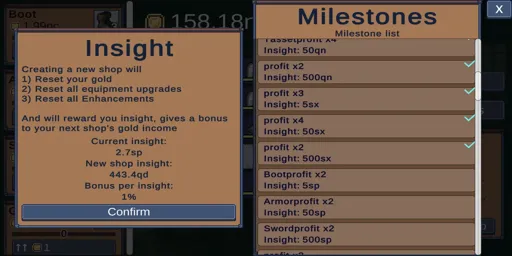 Boot
158.18
Insight
Creating a new shop will
1) Reset your gold
2) Reset all equipment upgrades
3) Reset all Enhancements
And will reward you insight, gives a bonus
to your next shop's gold income
Current insight:
2.7sp
New shop insight:
443.4qd
Bonus per insight:
1%
Confirm
1
Milestones
Milestone list
X
Tassetprofit x4
Insight: 50qn
profit x2
Insight: 500qn
profit x3
Insight: 5sx
profit x4
Insight: 50sx
profit x2
Insight: 500sx
Bootprofit x2
Insight: 5sp
Armorprofit x2
Insight: 50sp
Swordprofit x2
Insight: 500sp